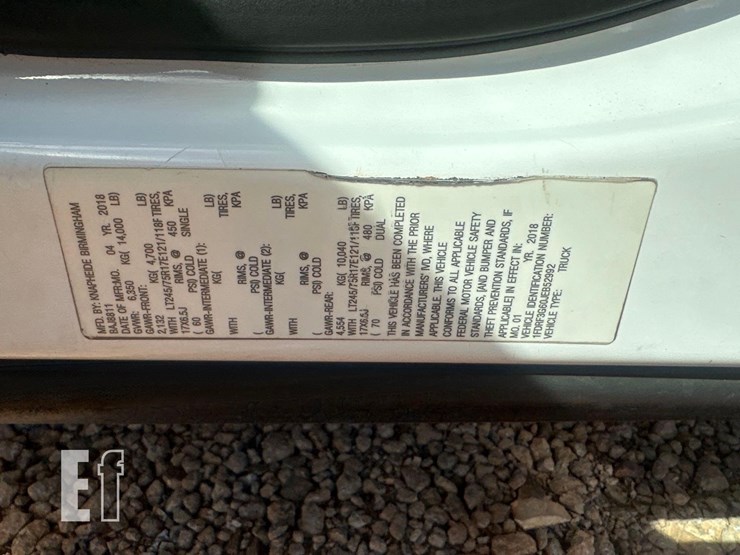 MFD. BY: KNAPHEIDE BIRMINGHAM
BAJ8811
DATE OF MFR:MO. 04 YR. 2018
GVWR: 6,350 KG( 14,000 LB)
GAWR-FRONT:
2,132 KG( 4,700 LB)
WITH LT245/75R17E121/118F TIRES,
17X6.5J RIMS, @ 450 KPA
( 60 PSI) COLD SINGLE
GAWR-INTERMEDIATE (1):
KG( LB)
WITH TIRES,
RIMS, @ KPA
( PSI) COLD
GAWR-INTERMEDIATE (2):
KG( LB)
WITH TIRES,
RIMS, @ KPA
( PSI) COLD
GAWR-REAR:
4,554 KG( 10,040 LB)
WITH LT245/75R17E121/115F TIRES,
17X6.5J RIMS, @ 480 KPA
( 70 PSI) COLD DUAL
THIS VEHICLE HAS BEEN COMPLETED
IN ACCORDANCE WITH THE PRIOR
MANUFACTURERS' IVD, WHERE
APPLICABLE. THIS VEHICLE
CONFORMS TO ALL APPLICABLE
FEDERAL MOTOR VEHICLE SAFETY
STANDARDS, [AND BUMPER AND
THEFT PREVENTION STANDARDS, IF
APPLICABLE] IN EFFECT IN:
MO. 01 YR. 2018
VEHICLE IDENTIFICATION NUMBER:
VEHICLE TYPE: TRUCK
Ef